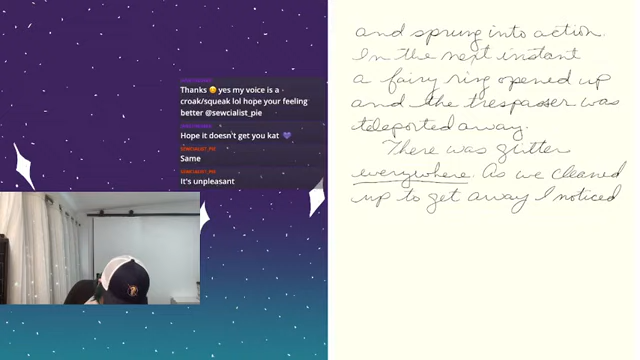 Thanks 😀 yes my voice is a
croak/squeak lol hope your feeling
better @sewcialist_pie
Hope it doesn't get you kat 💜
SEWCIALIST_PIE
Same
SEWCIALIST_PIE
It's unpleasant
and sprung into action.
In the next instant
a fairy ring opened up
and the trespasser was
teleported away.
There was glitter
everywhere. As we cleaned
up to get away I noticed